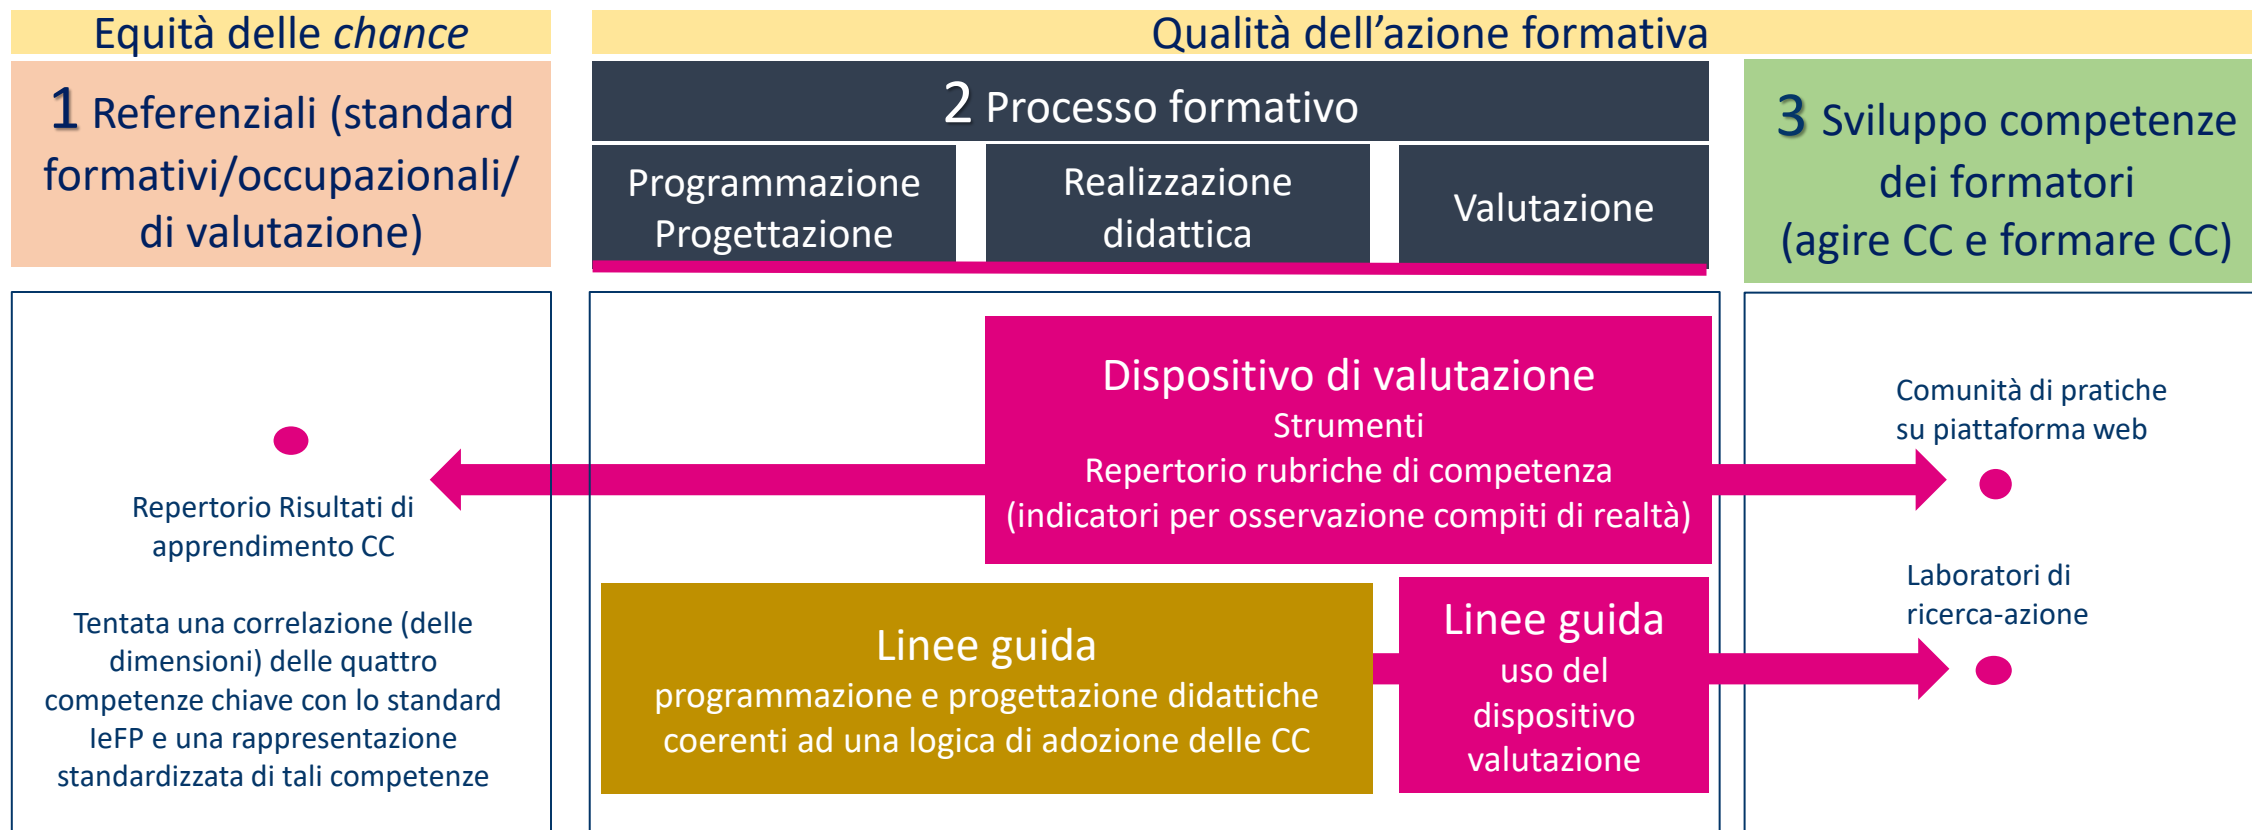 Equità delle chance
Qualità dell’azione formativa
1 Referenziali (standard
formativi/occupazionali/
di valutazione)
2 Processo formativo
Programmazione
Progettazione
Realizzazione
didattica
Valutazione
3 Sviluppo competenze
dei formatori
(agire CC e formare CC)
Repertorio Risultati di
apprendimento CC
Tentata una correlazione (delle
dimensioni) delle quattro
competenze chiave con lo standard
IeFP e una rappresentazione
standardizzata di tali competenze
Dispositivo di valutazione
Strumenti
Repertorio rubriche di competenza
(indicatori per osservazione compiti di realtà)
Linee guida
programmazione e progettazione didattiche
coerenti ad una logica di adozione delle CC
Linee guida
uso del
dispositivo
valutazione
Comunità di pratiche
su piattaforma web
Laboratori di
ricerca-azione